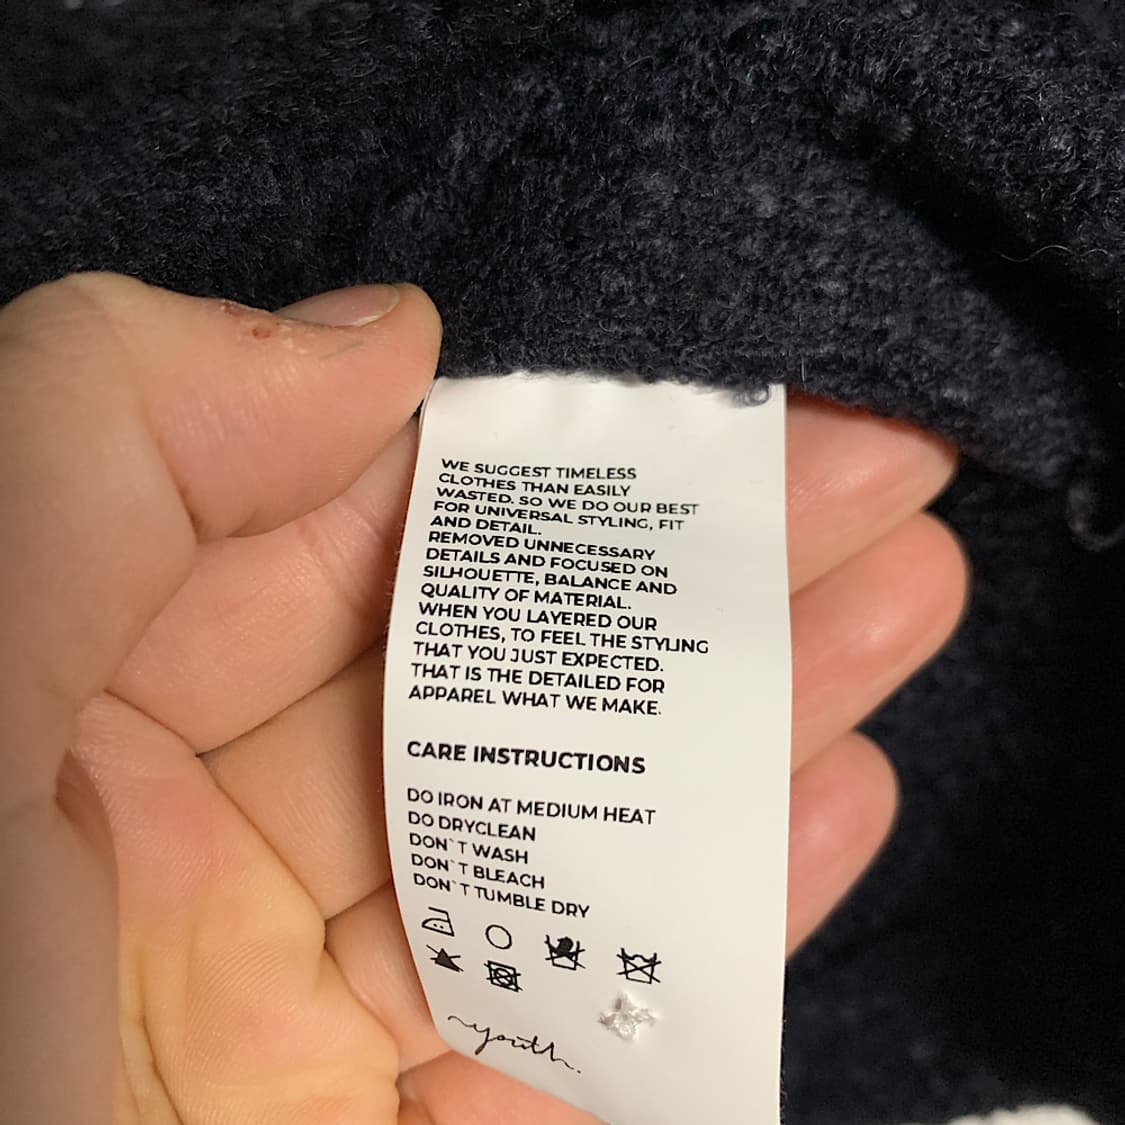 WE SUGGEST TIMELESS
CLOTHES THAN EASILY
WASTED. SO WE DO OUR BEST
FOR UNIVERSAL STYLING, FIT
AND DETAIL.
REMOVED UNNECESSARY
DETAILS AND FOCUSED ON
SILHOUETTE, BALANCE AND
QUALITY OF MATERIAL.
WHEN YOU LAYERED OUR
CLOTHES, TO FEEL THE STYLING
THAT YOU JUST EXPECTED.
THAT IS THE DETAILED FOR
APPAREL WHAT WE MAKE.
CARE INSTRUCTIONS
DO IRON AT MEDIUM HEAT
DO DRYCLEAN
DON`T WASH
DON`T BLEACH
DON`T TUMBLE DRY
~youth.